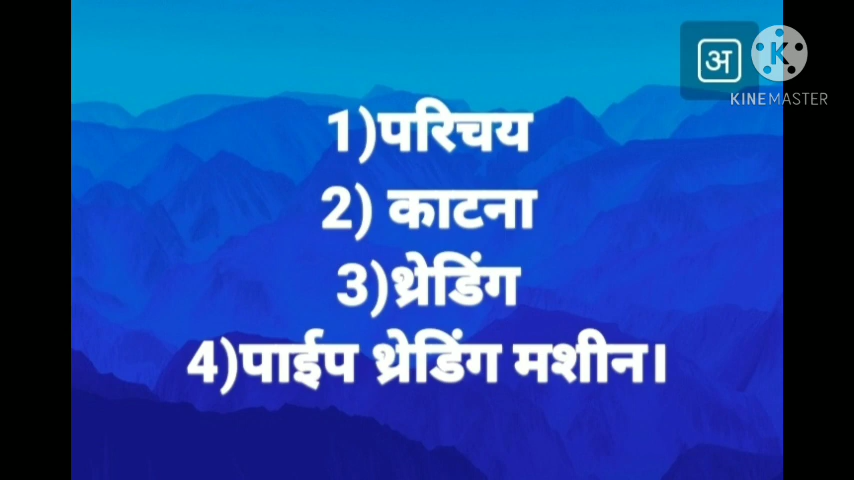 अ
KINEMASTER
1)परिचय
2) काटना
3)थ्रेडिंग
4)पाईप थ्रेडिंग मशीन।